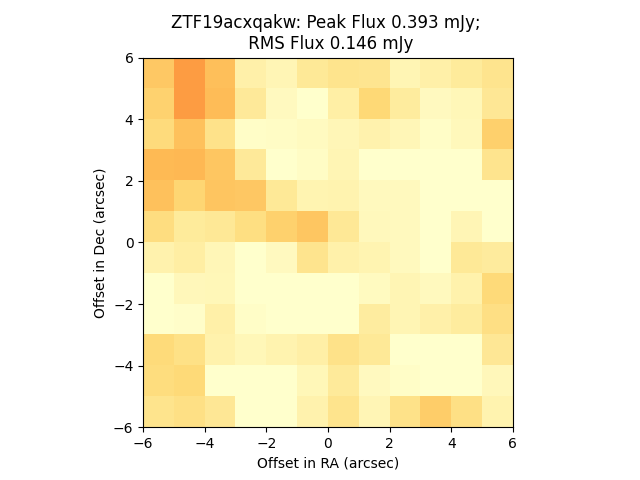 ZTF19acxqakw: Peak Flux 0.393 mJy;
RMS Flux 0.146 mJy
6
4
2
0
−2
−4
−6
Offset in Dec (arcsec)
−6 −4 −2 0 2 4 6
Offset in RA (arcsec)